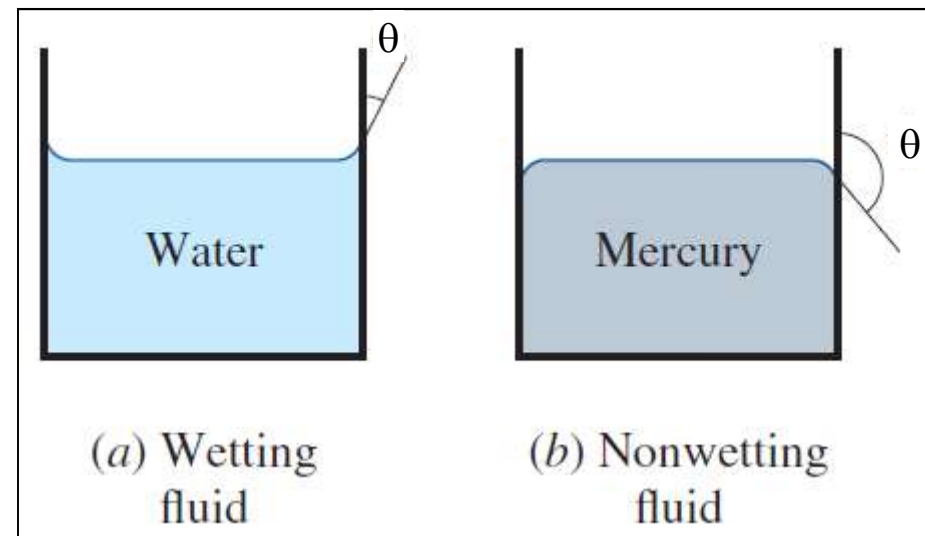 θ
θ
Water
Mercury
(a) Wetting
fluid
(b) Nonwetting
fluid